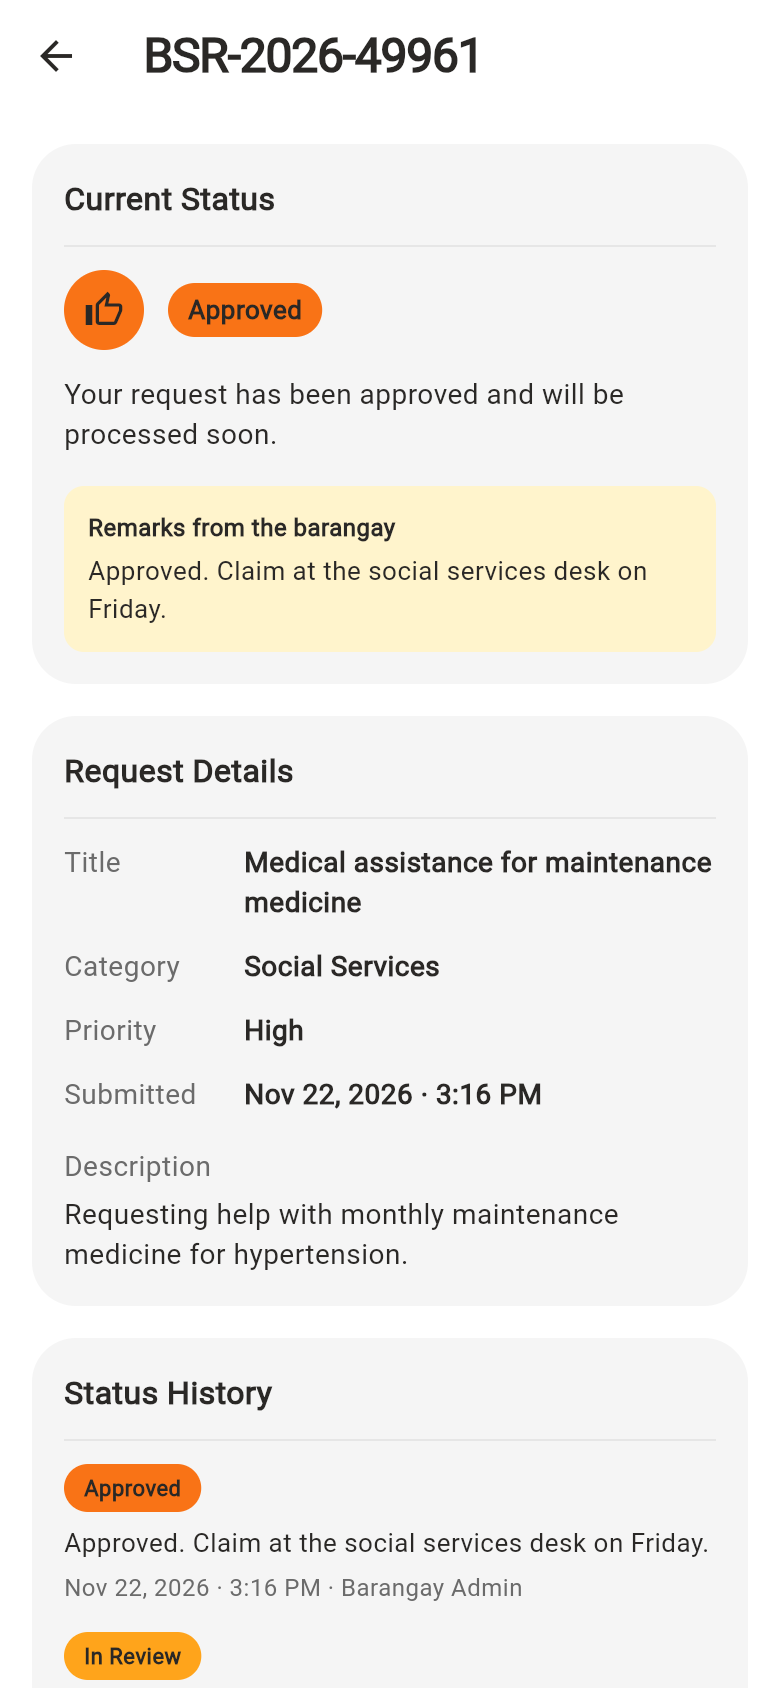 BSR-2026-49961
Current Status
Approved
Your request has been approved and will be
processed soon.
Remarks from the barangay
Approved. Claim at the social services desk on
Friday.
Request Details
Title
Medical assistance for maintenance
medicine
Category
Social Services
Priority
High
Submitted
Nov 22, 2026 · 3:16 PM
Description
Requesting help with monthly maintenance
medicine for hypertension.
Status History
Approved
Approved. Claim at the social services desk on Friday.
Nov 22, 2026 · 3:16 PM · Barangay Admin
In Review